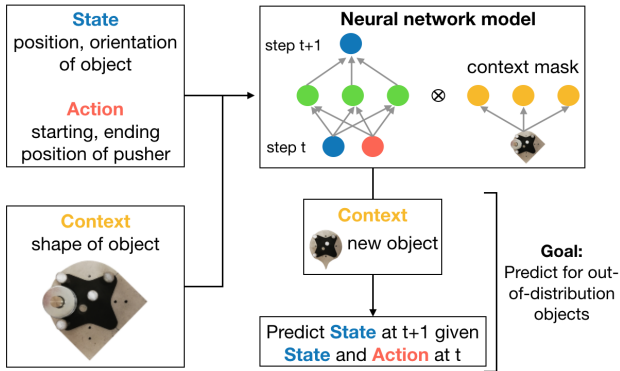 State
position, orientation
of object
Action
starting, ending
position of pusher
Context
shape of object
Neural network model
step t+1
context mask
⊗
step t
Context
new object
Predict State at t+1 given
State and Action at t
Goal:
Predict for out-
of-distribution
objects